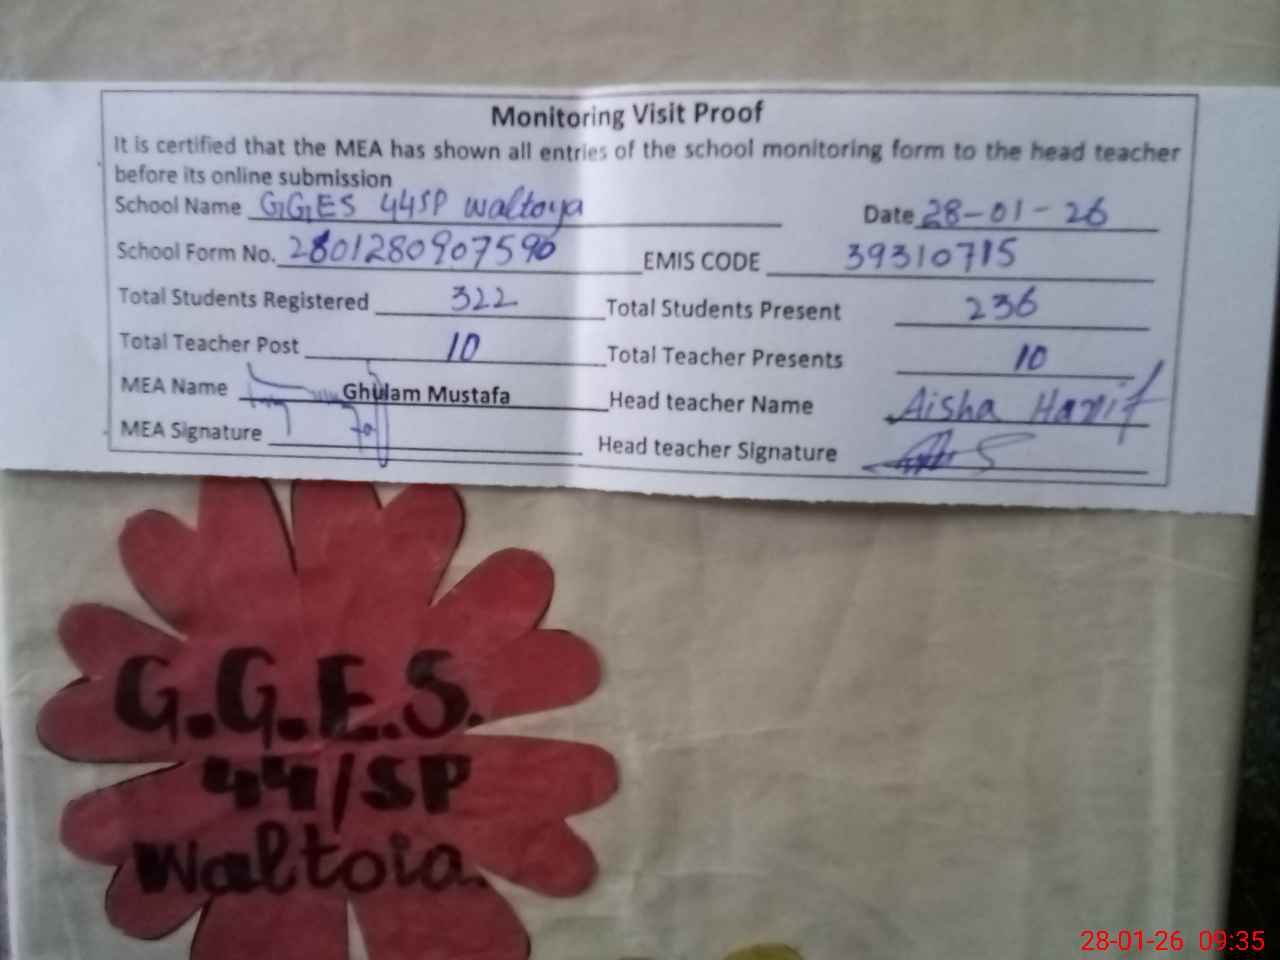 Monitoring Visit Proof
It is certified that the MEA has shown all entries of the school monitoring form to the head teacher
before its online submission
School Name GGES 44SP Waltoya Date 28-01-26
School Form No. 2801280907590 EMIS CODE 39310715
Total Students Registered 322 Total Students Present 236
Total Teacher Post 10 Total Teacher Presents 10
MEA Name Ghulam Mustafa Head teacher Name Aisha Hanif
MEA Signature Head teacher Signature
G.G.E.S.
44/SP
Waltoia.
28-01-26 09:35